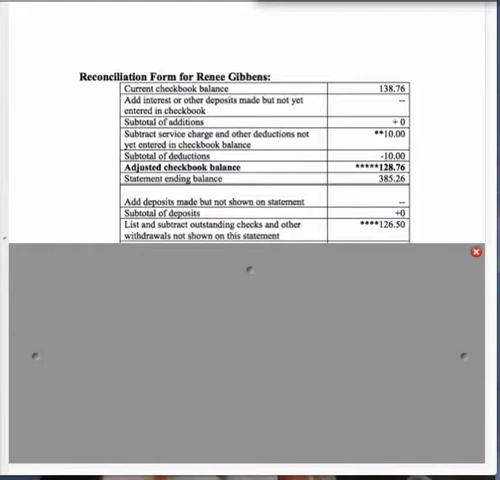 Reconciliation Form for Renee Gibbens:
Current checkbook balance 138.76
Add interest or other deposits made but not yet --
entered in checkbook
Subtotal of additions +0
Subtract service charge and other deductions not **10.00
yet entered in checkbook balance
Subtotal of deductions -10.00
Adjusted checkbook balance *****128.76
Statement ending balance 385.26
Add deposits made but not shown on statement --
Subtotal of deposits +0
List and subtract outstanding checks and other ****126.50
withdrawals not shown on this statement